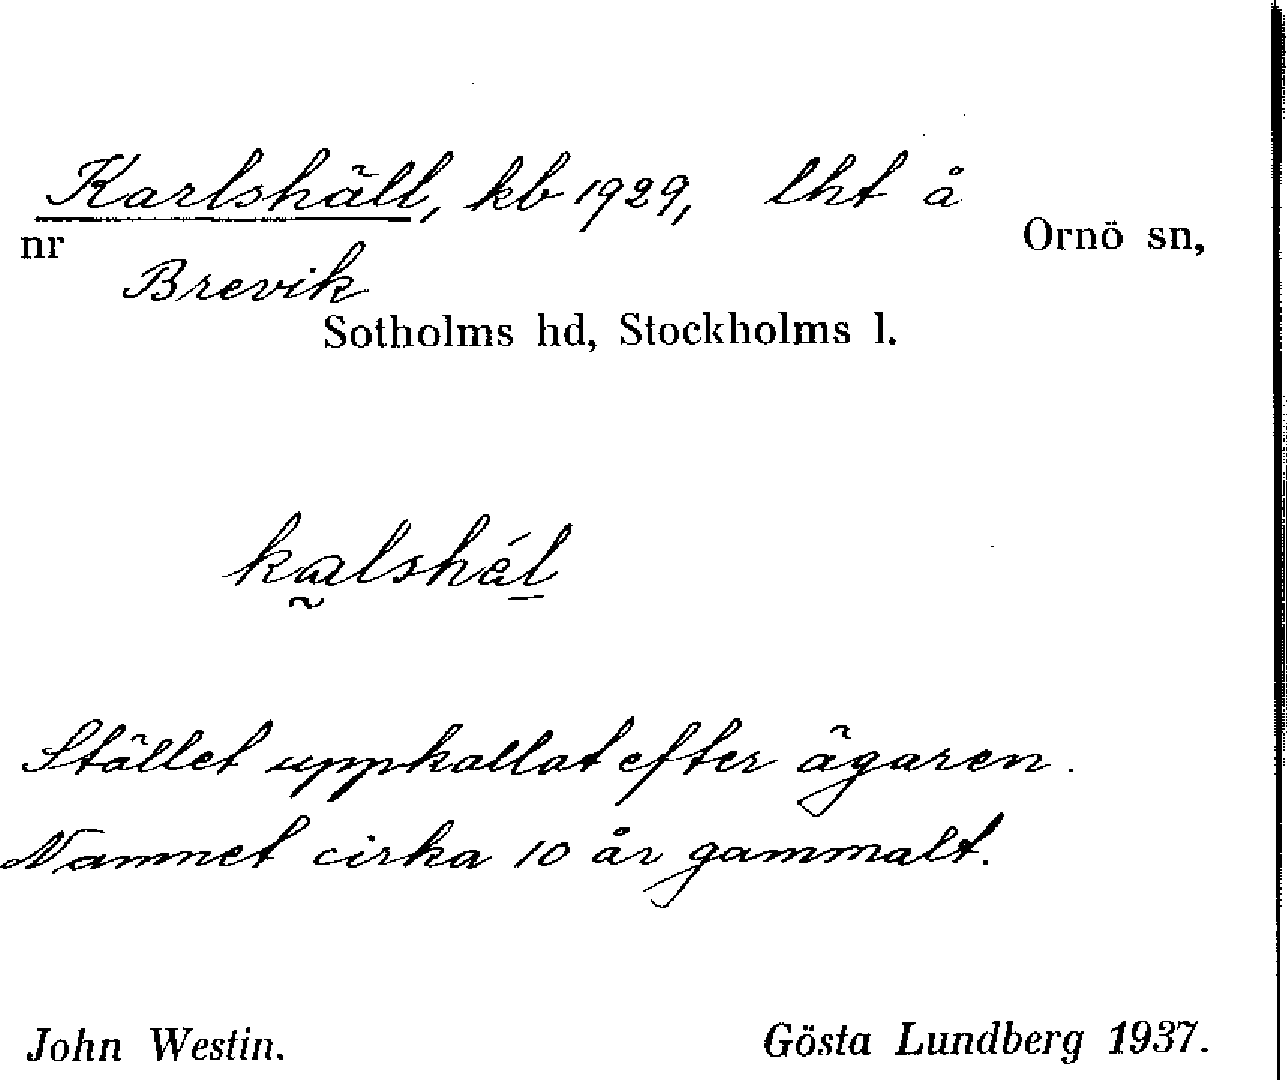 Karlshäll, kb 1929, lht å
nr Ornö sn,
Brevik
Sotholms hd, Stockholms l.
kalshäl
Stället uppkallat efter ägaren.
Namnet cirka 10 år gammalt.
John Westin. Gösta Lundberg 1937.